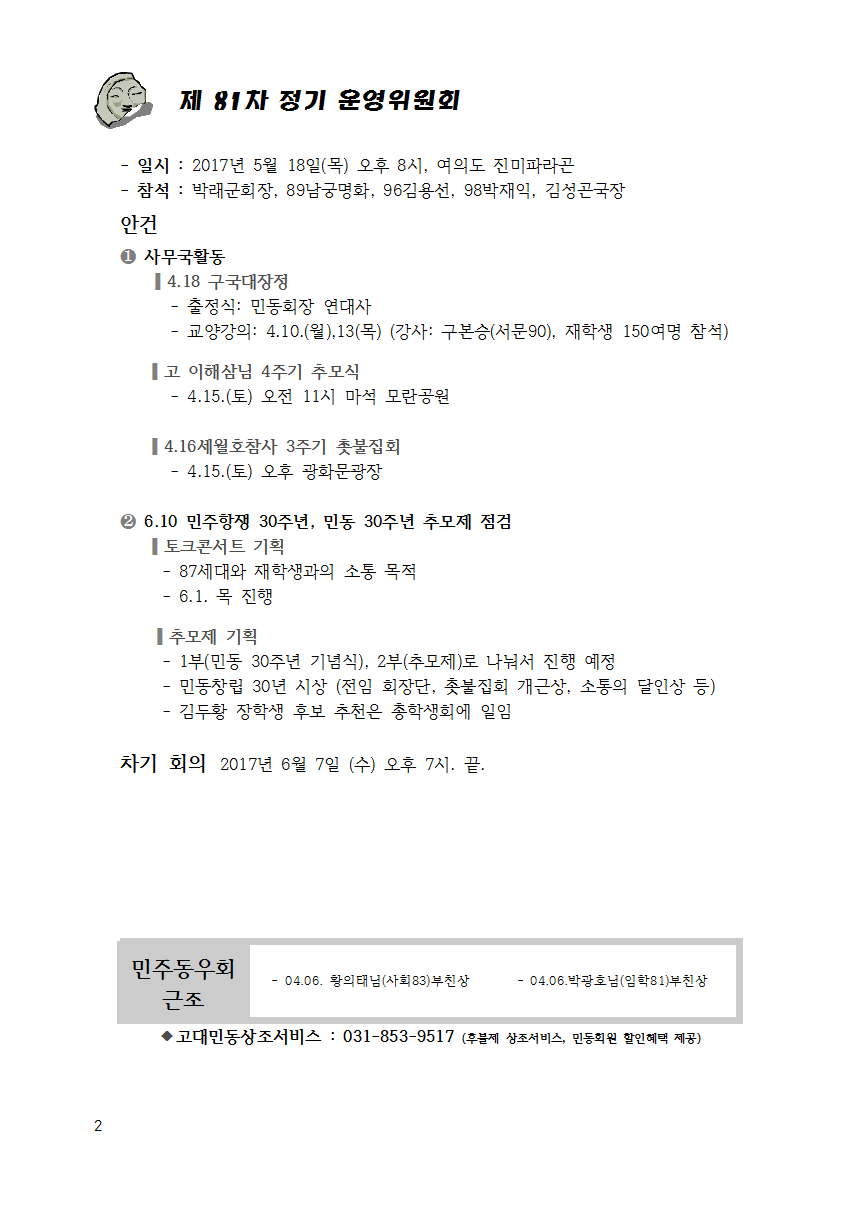 제 81차 정기 운영위원회
- 일시 : 2017년 5월 18일(목) 오후 8시, 여의도 진미파라곤
- 참석 : 박래군회장, 89남궁명화, 96김용선, 98박재익, 김성곤국장
안건
❶ 사무국활동
▌4.18 구국대장정
- 출정식: 민동회장 연대사
- 교양강의: 4.10.(월),13(목) (강사: 구본승(서문90), 재학생 150여명 참석)
▌고 이해삼님 4주기 추모식
- 4.15.(토) 오전 11시 마석 모란공원
▌4.16세월호참사 3주기 촛불집회
- 4.15.(토) 오후 광화문광장
❷ 6.10 민주항쟁 30주년, 민동 30주년 추모제 점검
▌토크콘서트 기획
- 87세대와 재학생과의 소통 목적
- 6.1. 목 진행
▌추모제 기획
- 1부(민동 30주년 기념식), 2부(추모제)로 나눠서 진행 예정
- 민동창립 30년 시상 (전임 회장단, 촛불집회 개근상, 소통의 달인상 등)
- 김두황 장학생 후보 추천은 총학생회에 일임
차기 회의 2017년 6월 7일 (수) 오후 7시. 끝.
민주동우회
근조
- 04.06. 황의태님(사회83)부친상 - 04.06.박광호님(임학81)부친상
◆고대민동상조서비스 : 031-853-9517 (후불제 상조서비스, 민동회원 할인혜택 제공)
2